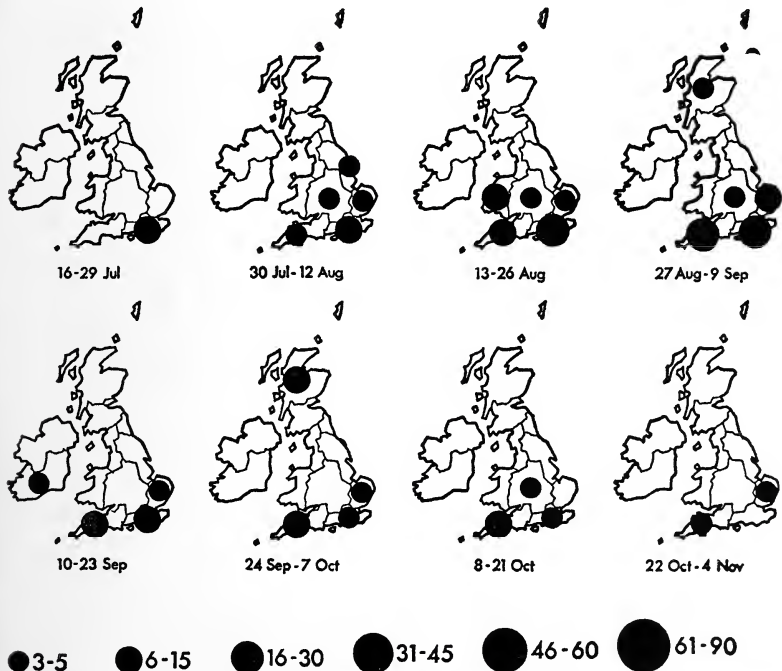 16-29 Jul 30 Jul-12 Aug 13-26 Aug 27 Aug-9 Sep
10-23 Sep 24 Sep-7 Oct 8-21 Oct 22 Oct-4 Nov
3-5 6-15 16-30 31-45 46-60 61-90